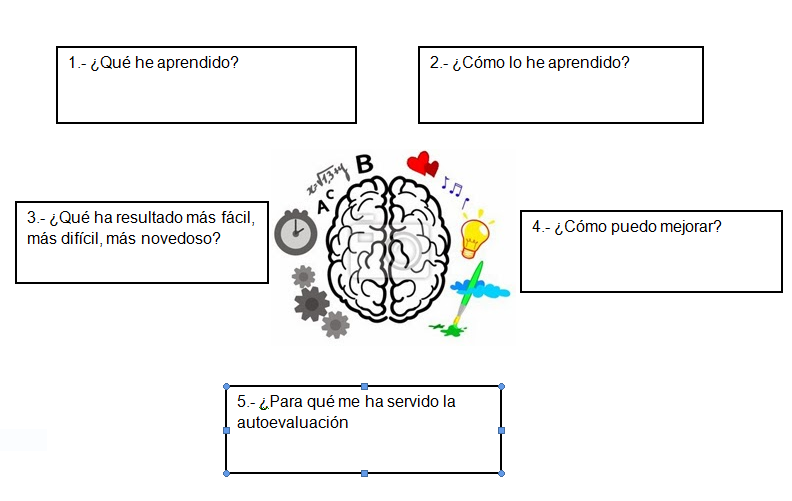 1.- ¿Qué he aprendido?
2.- ¿Cómo lo he aprendido?
B
A C
3.- ¿Qué ha resultado más fácil,
más difícil, más novedoso?
4.- ¿Cómo puedo mejorar?
5.- ¿Para qué me ha servido la
autoevaluación